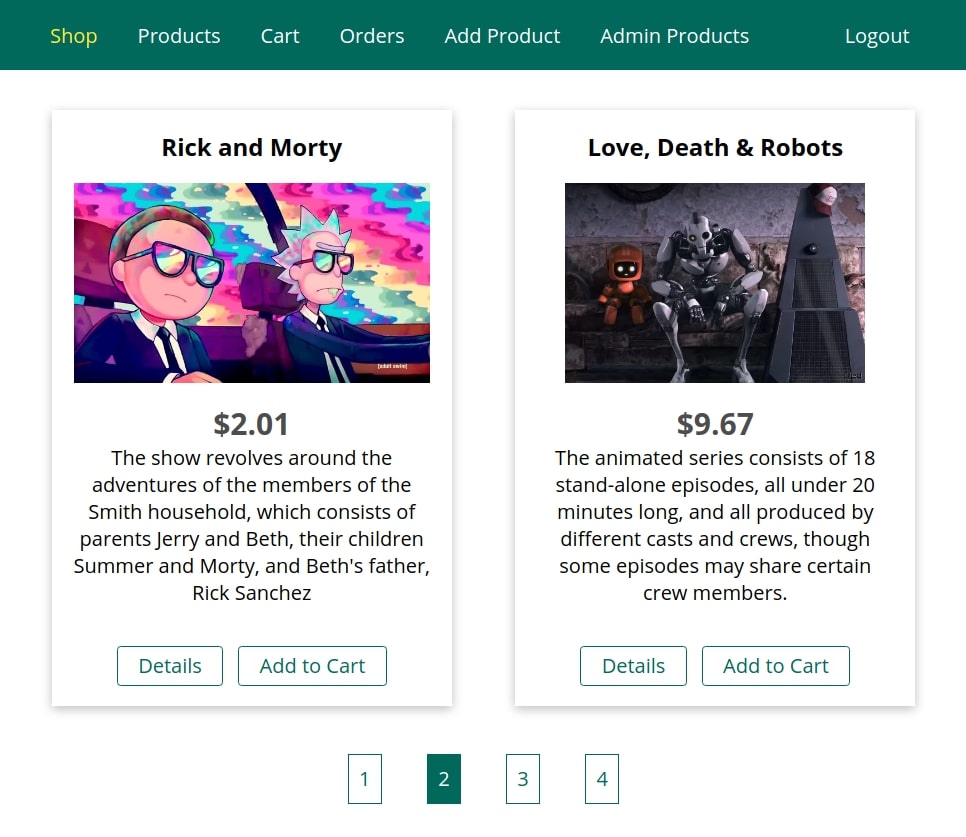 Shop Products Cart Orders Add Product Admin Products Logout
Rick and Morty
[adult swim]
$2.01
The show revolves around the
adventures of the members of the
Smith household, which consists of
parents Jerry and Beth, their children
Summer and Morty, and Beth's father,
Rick Sanchez
Details Add to Cart
Love, Death & Robots
$9.67
The animated series consists of 18
stand-alone episodes, all under 20
minutes long, and all produced by
different casts and crews, though
some episodes may share certain
crew members.
Details Add to Cart
1 2 3 4